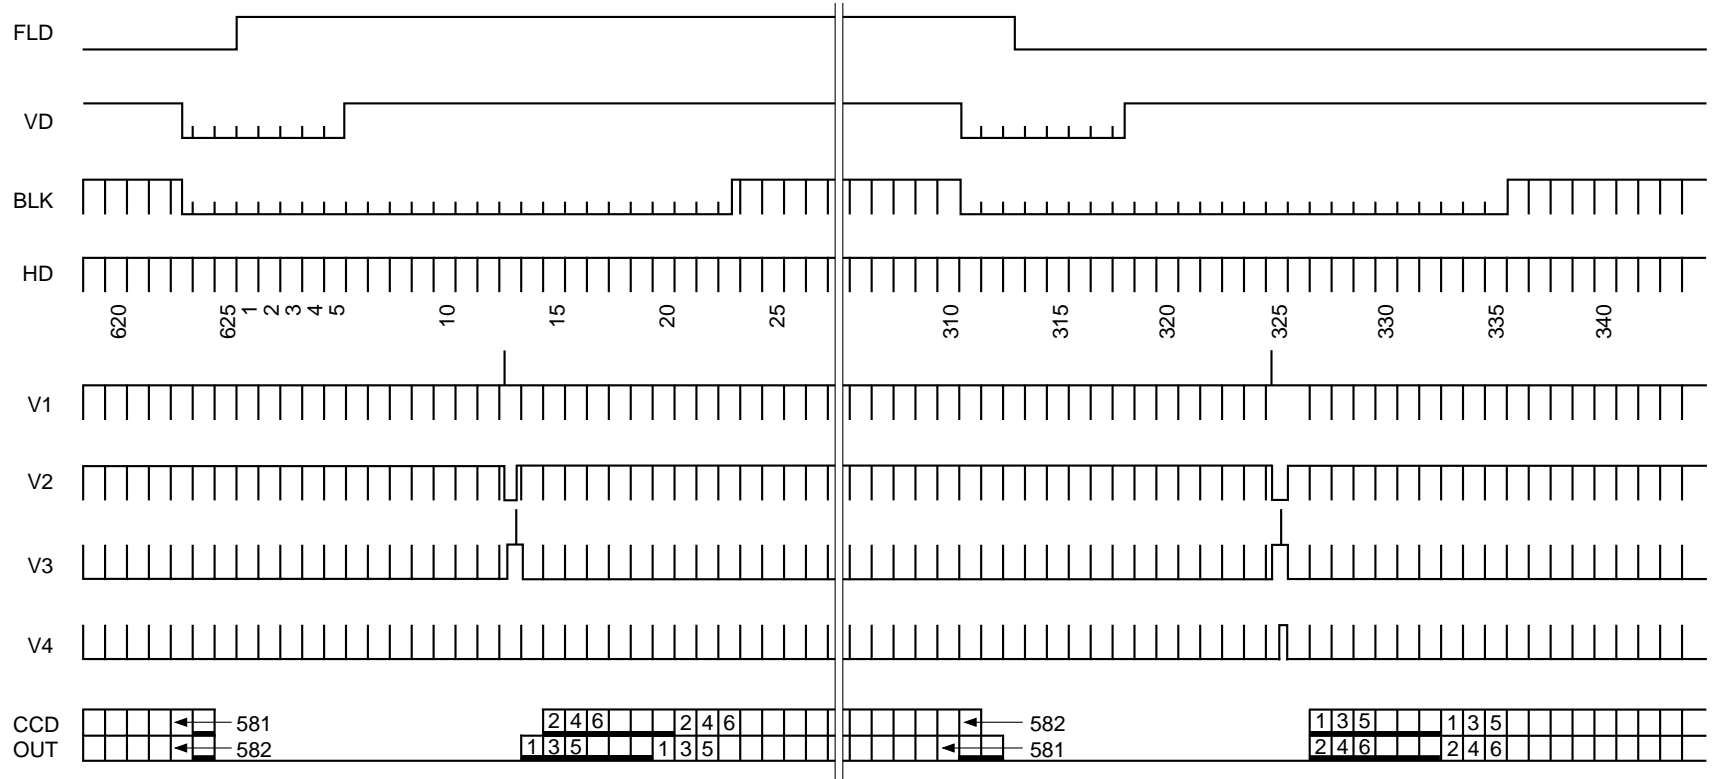 FLD
VD
BLK
HD
620 625 1 2 3 4 5 10 15 20 25 310 315 320 325 330 335 340
V1
V2
V3
V4
CCD 581 2 4 6 2 4 6 582 1 3 5 1 3 5
OUT 582 1 3 5 1 3 5 581 2 4 6 2 4 6